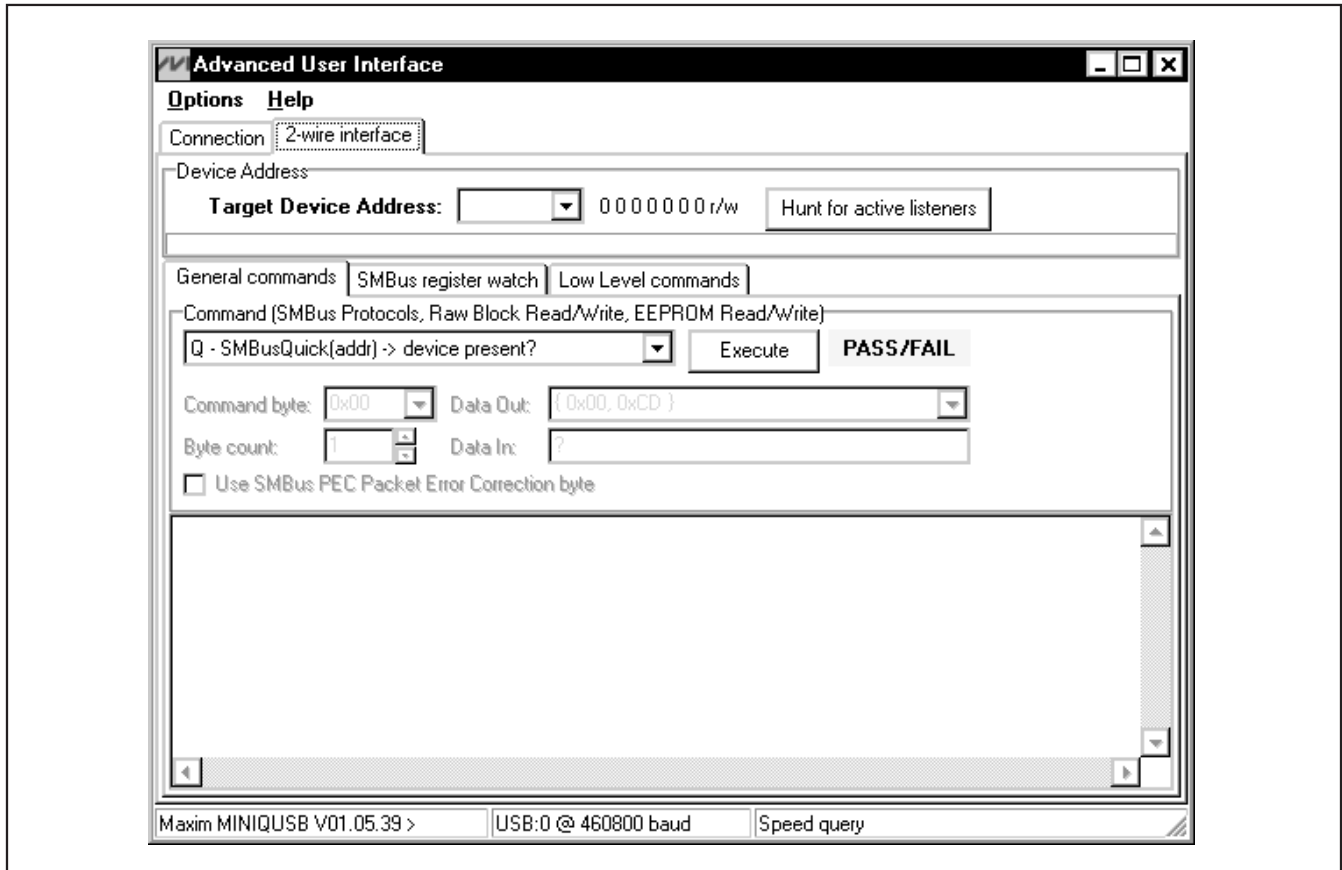 Advanced User Interface
Options Help
Connection 2-wire interface
Device Address
Target Device Address: 0 0 0 0 0 0 0 r/w Hunt for active listeners
General commands SMBus register watch Low Level commands
Command (SMBus Protocols, Raw Block Read/Write, EEPROM Read/Write)
Q - SMBusQuick(addr) -> device present? Execute PASS/FAIL
Command byte: 0x00 Data Out: { 0x00, 0xCD }
Byte count: 1 Data In: ?
Use SMBus PEC Packet Error Correction byte
Maxim MINIQUSB V01.05.39 > USB:0 @ 460800 baud Speed query